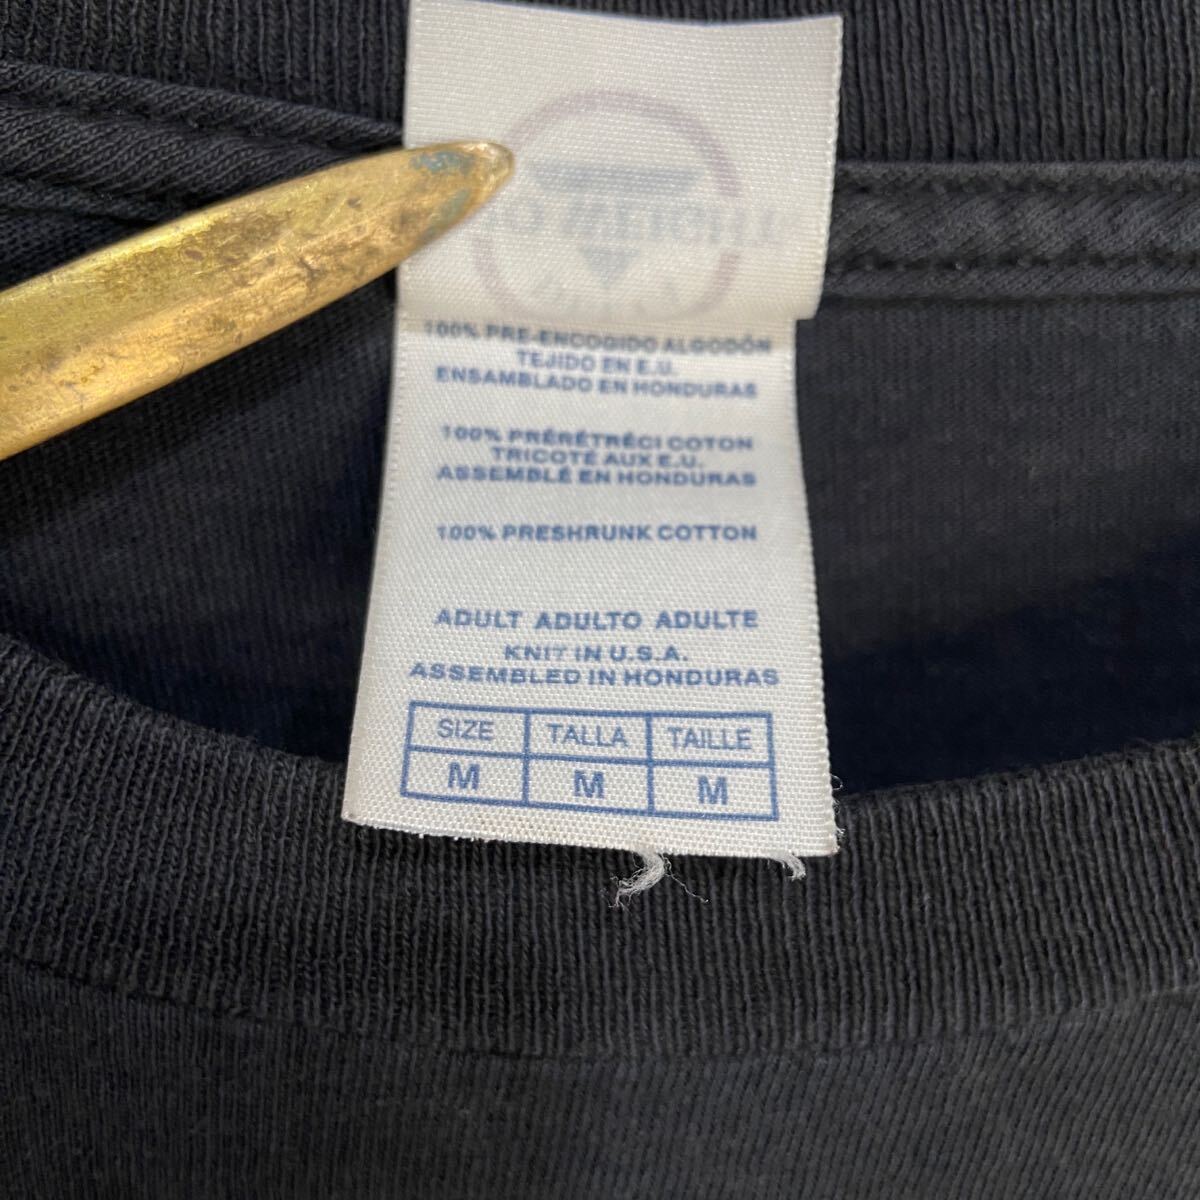 100% PRE-ENCOGIDO ALGODÓN
TEJIDO EN E.U.
ENSAMBLADO EN HONDURAS
100% PRÉRÉTRÉCI COTON
TRICOTÉ AUX E.U.
ASSEMBLÉ EN HONDURAS
100% PRESHRUNK COTTON
ADULT ADULTO ADULTE
KNIT IN U.S.A.
ASSEMBLED IN HONDURAS
SIZE TALLA TAILLE
M M M